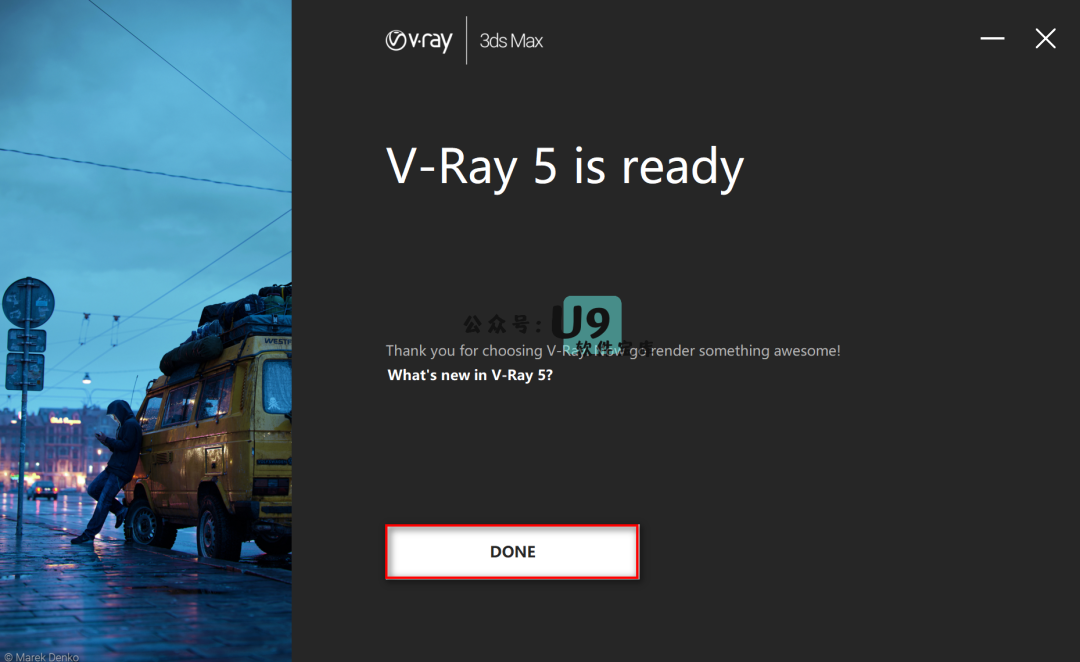 v·ray 3ds Max
V-Ray 5 is ready
公众号: U9
软件宝库
Thank you for choosing V-Ray. Now go render something awesome!
What's new in V-Ray 5?
DONE
WESTF
© Marek Denko